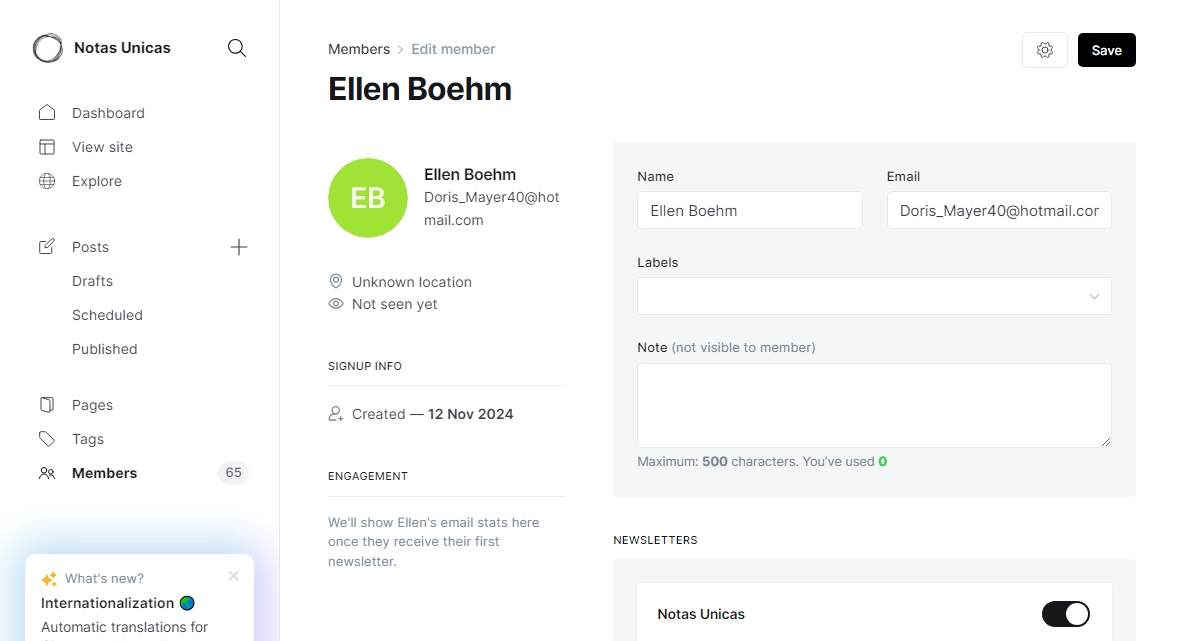 Notas Unicas
Dashboard
View site
Explore
Posts
Drafts
Scheduled
Published
Pages
Tags
Members 65
What's new?
Internationalization
Automatic translations for
Members > Edit member
Ellen Boehm
Save
EB
Ellen Boehm
Doris_Mayer40@hot
mail.com
Unknown location
Not seen yet
SIGNUP INFO
Created — 12 Nov 2024
ENGAGEMENT
We'll show Ellen's email stats here
once they receive their first
newsletter.
Name
Ellen Boehm
Email
Doris_Mayer40@hotmail.cor
Labels
Note (not visible to member)
Maximum: 500 characters. You've used 0
NEWSLETTERS
Notas Unicas